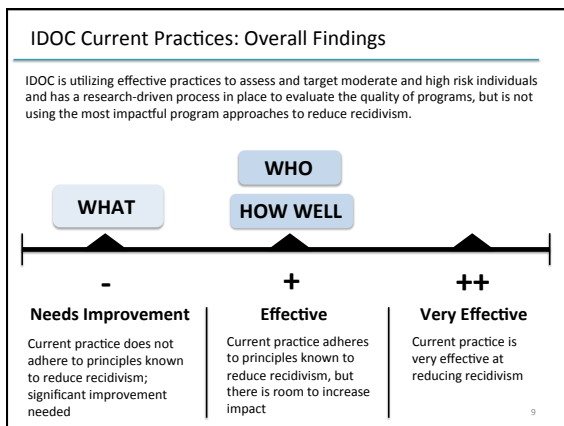 IDOC Current Practices: Overall Findings
IDOC is utilizing effective practices to assess and target moderate and high risk individuals
and has a research-driven process in place to evaluate the quality of programs, but is not
using the most impactful program approaches to reduce recidivism.
WHO
WHAT
HOW WELL
-
+
++
Needs Improvement
Current practice does not
adhere to principles known
to reduce recidivism;
significant improvement
needed
Effective
Current practice adheres
to principles known to
reduce recidivism, but
there is room to increase
impact
Very Effective
Current practice is
very effective at
reducing recidivism
9